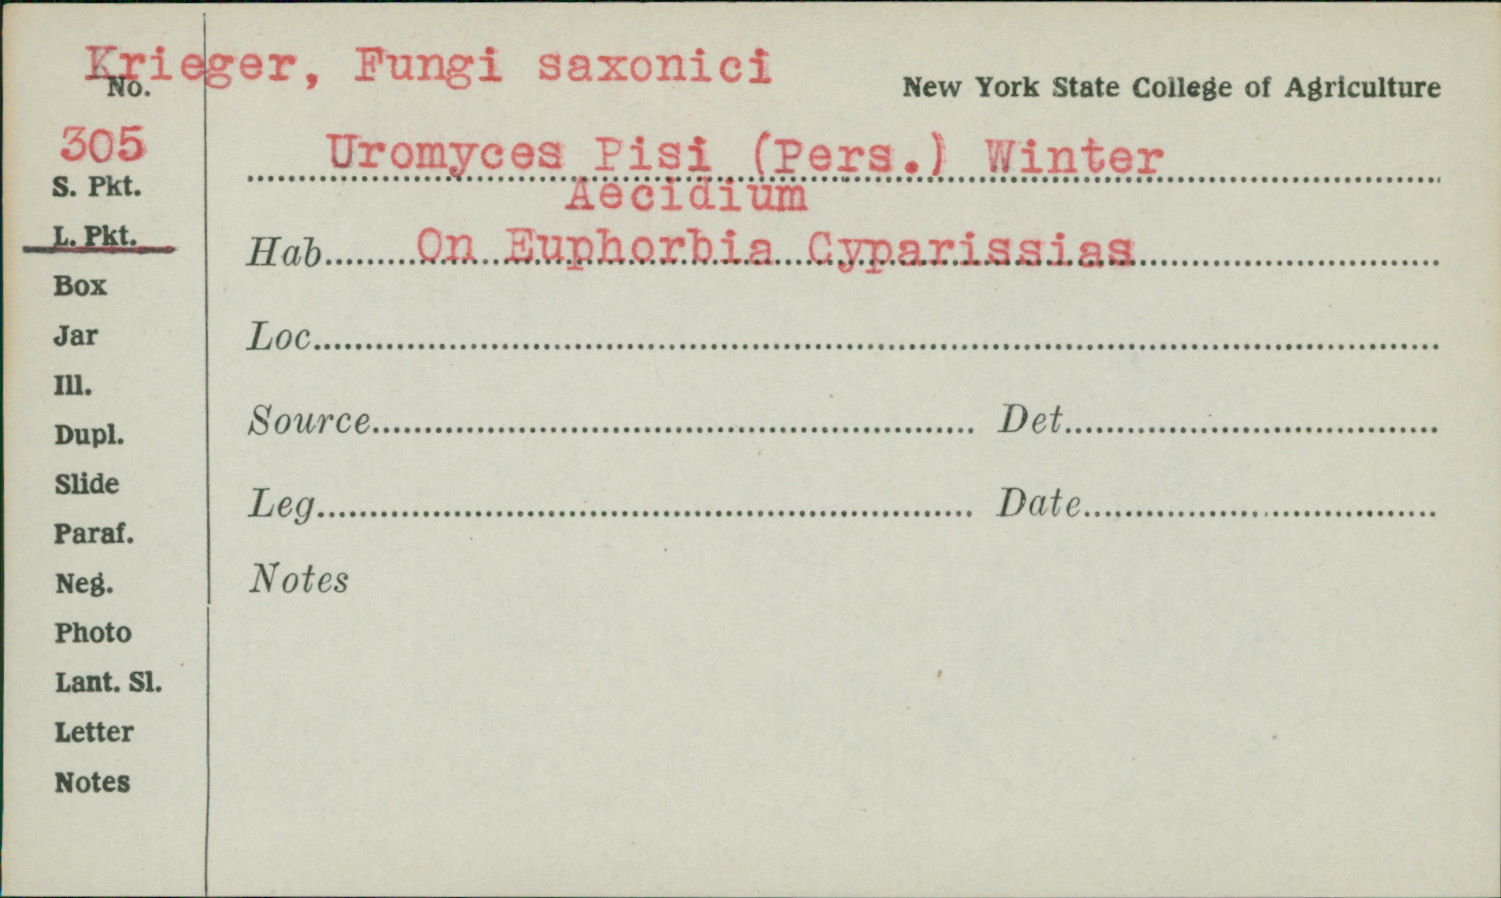 Krieger, Fungi saxonici
No.
New York State College of Agriculture
305
Uromyces Pisi (Pers.) Winter
S. Pkt.
Aecidium
L. Pkt.
Hab. On Euphorbia Cyparissias
Box
Jar
Loc.
Ill.
Dupl.
Source Det.
Slide
Leg. Date
Paraf.
Neg.
Notes
Photo
Lant. Sl.
Letter
Notes